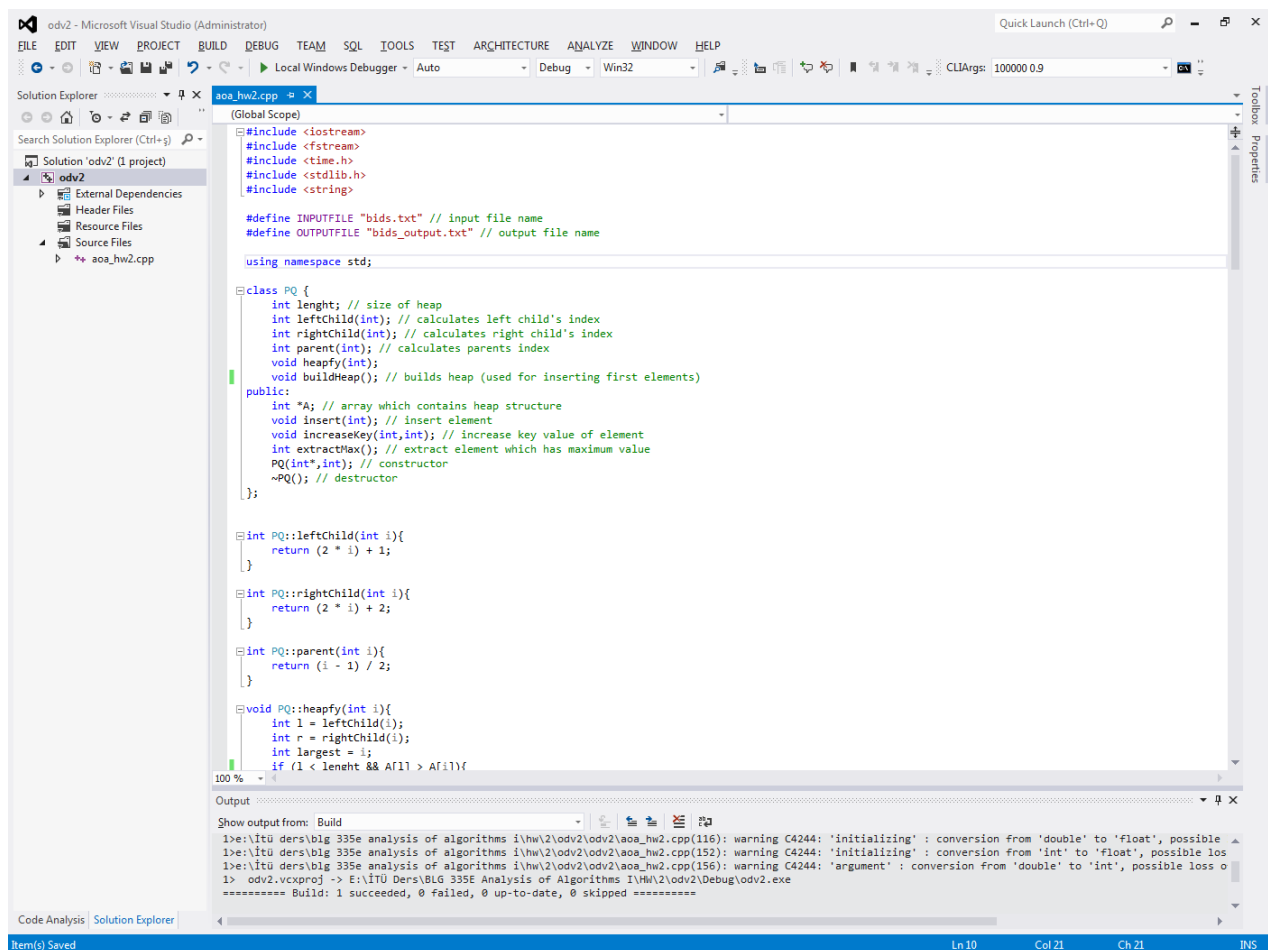 odv2 - Microsoft Visual Studio (Administrator)
Quick Launch (Ctrl+Q)
FILE EDIT VIEW PROJECT BUILD DEBUG TEAM SQL TOOLS TEST ARCHITECTURE ANALYZE WINDOW HELP
Local Windows Debugger Auto Debug Win32 CLIArgs: 100000 0.9
Solution Explorer
Search Solution Explorer (Ctrl+ş)
Solution 'odv2' (1 project)
odv2
External Dependencies
Header Files
Resource Files
Source Files
aoa_hw2.cpp
Code Analysis Solution Explorer
aoa_hw2.cpp
(Global Scope)
#include <iostream>
#include <fstream>
#include <time.h>
#include <stdlib.h>
#include <string>
#define INPUTFILE "bids.txt" // input file name
#define OUTPUTFILE "bids_output.txt" // output file name
using namespace std;
class PQ {
int lenght; // size of heap
int leftChild(int); // calculates left child's index
int rightChild(int); // calculates right child's index
int parent(int); // calculates parents index
void heapfy(int);
void buildHeap(); // builds heap (used for inserting first elements)
public:
int *A; // array which contains heap structure
void insert(int); // insert element
void increaseKey(int,int); // increase key value of element
int extractMax(); // extract element which has maximum value
PQ(int*,int); // constructor
~PQ(); // destructor
};
int PQ::leftChild(int i){
return (2 * i) + 1;
}
int PQ::rightChild(int i){
return (2 * i) + 2;
}
int PQ::parent(int i){
return (i - 1) / 2;
}
void PQ::heapfy(int i){
int l = leftChild(i);
int r = rightChild(i);
int largest = i;
if (l < lenght && A[l] > A[i]){
100 %
Toolbox
Properties
Output
Show output from: Build
1>e:\İtü ders\blg 335e analysis of algorithms i\hw\2\odv2\odv2\aoa_hw2.cpp(116): warning C4244: 'initializing' : conversion from 'double' to 'float', possible
1>e:\İtü ders\blg 335e analysis of algorithms i\hw\2\odv2\odv2\aoa_hw2.cpp(152): warning C4244: 'initializing' : conversion from 'int' to 'float', possible los
1>e:\İtü ders\blg 335e analysis of algorithms i\hw\2\odv2\odv2\aoa_hw2.cpp(156): warning C4244: 'argument' : conversion from 'double' to 'int', possible loss o
1> odv2.vcxproj -> E:\İTÜ Ders\BLG 335E Analysis of Algorithms I\HW\2\odv2\Debug\odv2.exe
========== Build: 1 succeeded, 0 failed, 0 up-to-date, 0 skipped ==========
Item(s) Saved Ln 10 Col 21 Ch 21 INS